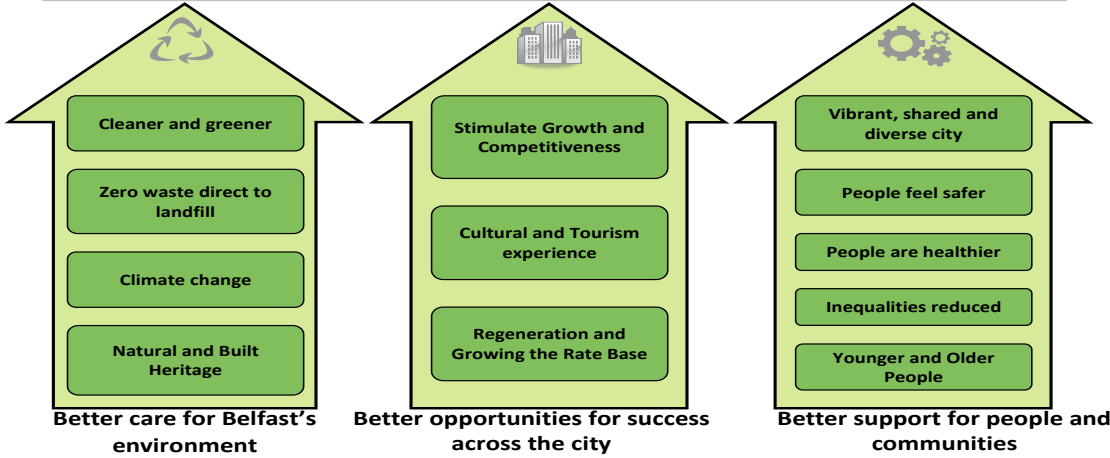 Cleaner and greener
Zero waste direct to
landfill
Climate change
Natural and Built
Heritage
Better care for Belfast's
environment
Stimulate Growth and
Competitiveness
Cultural and Tourism
experience
Regeneration and
Growing the Rate Base
Better opportunities for success
across the city
Vibrant, shared and
diverse city
People feel safer
People are healthier
Inequalities reduced
Younger and Older
People
Better support for people and
communities